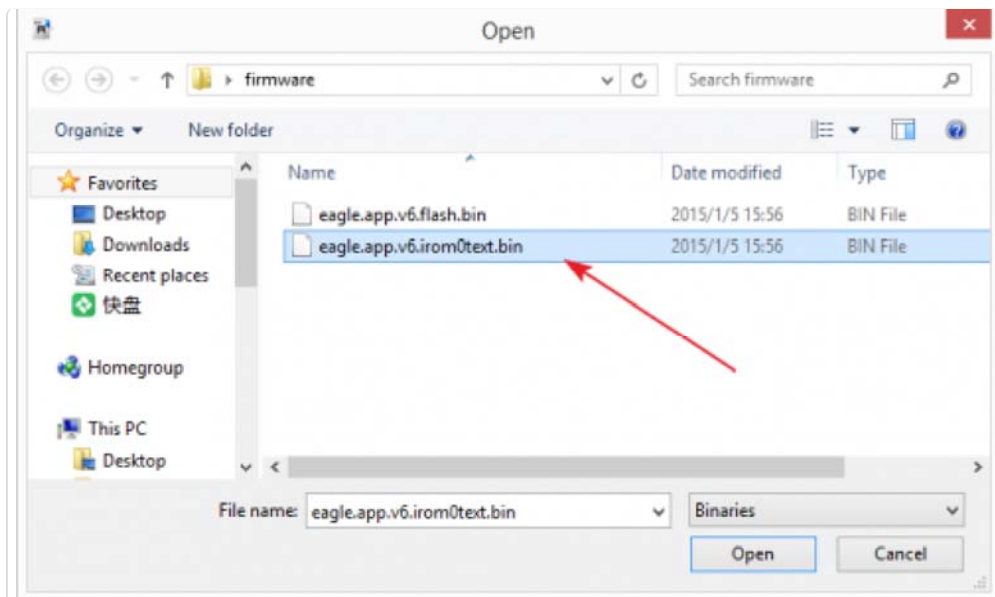 Open
firmware
Search firmware
Organize
New folder
Name
Date modified
Type
Favorites
Desktop
Downloads
Recent places
快盘
Homegroup
This PC
Desktop
eagle.app.v6.flash.bin
2015/1/5 15:56
BIN File
eagle.app.v6.irom0text.bin
2015/1/5 15:56
BIN File
File name:
eagle.app.v6.irom0text.bin
Binaries
Open
Cancel